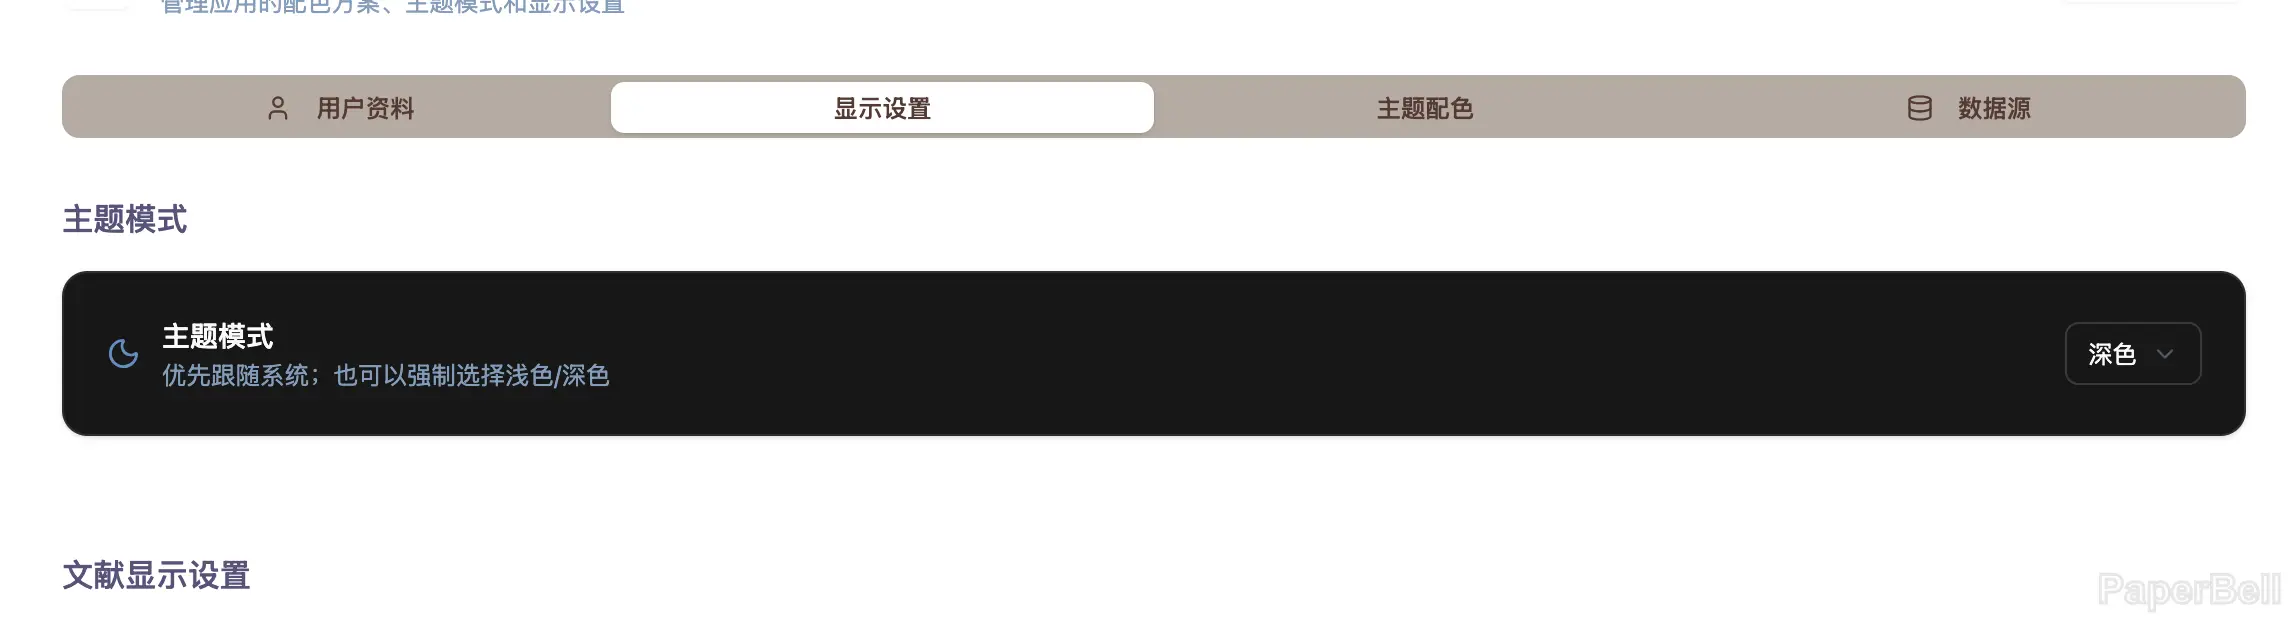 管理应用的配色方案、主题模式和显示设置
用户资料
显示设置
主题配色
数据源
主题模式
主题模式
优先跟随系统；也可以强制选择浅色/深色
深色
文献显示设置
PaperBell